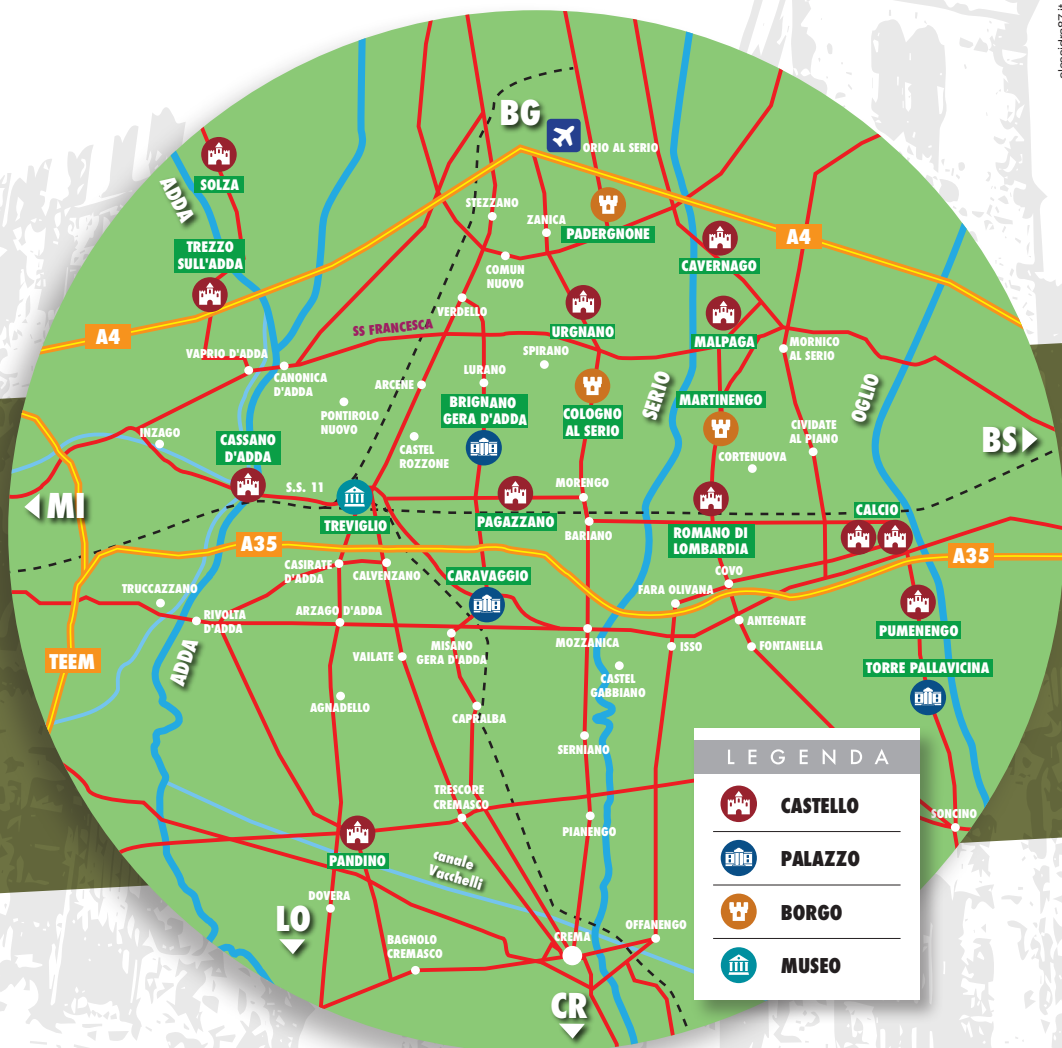 BG
ORIO AL SERIO
SOLZA
ADDA
STEZZANO
ZANICA
PADERGNONE
A4
TREZZO
SULL'ADDA
COMUN
NUOVO
CAVERNAGO
VERDELLO
A4
SS FRANCESCA
URGNANO
MALPAGA
VAPRIO D'ADDA
SPIRANO
MORNICO
AL SERIO
CANONICA
D'ADDA
ARCENE
LURANO
SERIO
OGLIO
PONTIROLO
NUOVO
BRIGNANO
GERA D'ADDA
COLOGNO
AL SERIO
MARTINENGO
INZAGO
CASSANO
D'ADDA
CASTEL
ROZZONE
CIVIDATE
AL PIANO
BS
CORTENUOVA
MI
S.S. 11
TREVIGLIO
PAGAZZANO
MORENGO
BARIANO
ROMANO DI
LOMBARDIA
CALCIO
A35
A35
CASIRATE
D'ADDA
CALVENZANO
CARAVAGGIO
COVO
FARA OLIVANA
TRUCCAZZANO
RIVOLTA
D'ADDA
ARZAGO D'ADDA
ANTEGNATE
PUMENENGO
TEEM
ADDA
VAILATE
MISANO
GERA D'ADDA
MOZZANICA
ISSO
FONTANELLA
CASTEL
GABBIANO
TORRE PALLAVICINA
AGNADELLO
CAPRALBA
SERNIANO
LEGENDA
CASTELLO
PALAZZO
BORGO
MUSEO
TRESCORE
CREMASCO
PIANENGO
SONCINO
PANDINO
canale
Vacchelli
DOVERA
LO
BAGNOLO
CREMASCO
CREMA
OFFANENGO
CR